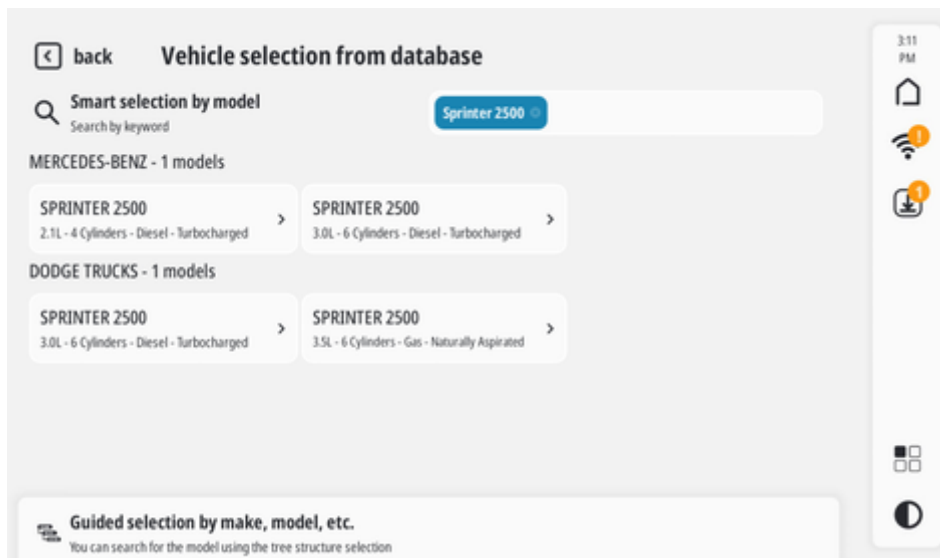 back Vehicle selection from database
3:11
PM
Smart selection by model
Search by keyword
Sprinter 2500
MERCEDES-BENZ - 1 models
SPRINTER 2500
2.1L - 4 Cylinders - Diesel - Turbocharged
SPRINTER 2500
3.0L - 6 Cylinders - Diesel - Turbocharged
DODGE TRUCKS - 1 models
SPRINTER 2500
3.0L - 6 Cylinders - Diesel - Turbocharged
SPRINTER 2500
3.5L - 6 Cylinders - Gas - Naturally Aspirated
Guided selection by make, model, etc.
You can search for the model using the tree structure selection
!
1